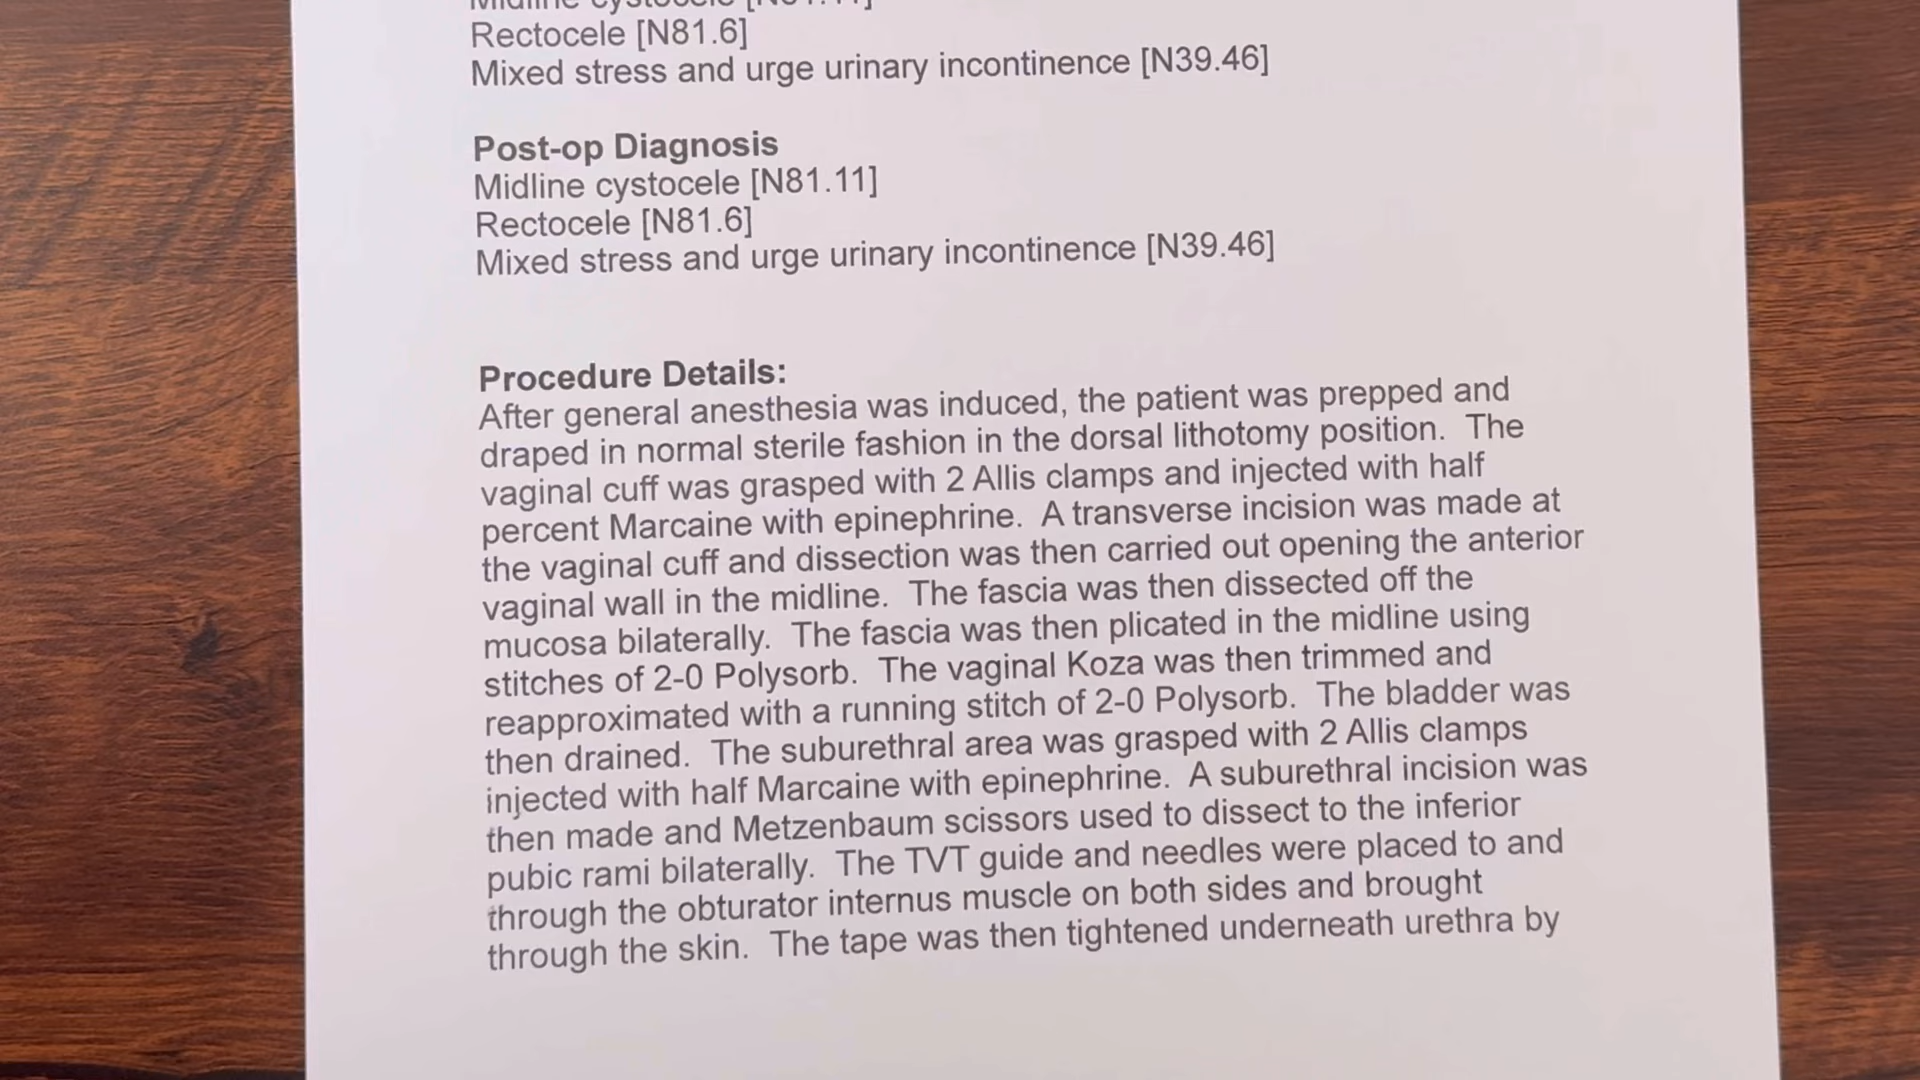 Midline cystocele [N81.11]
Rectocele [N81.6]
Mixed stress and urge urinary incontinence [N39.46]
Post-op Diagnosis
Midline cystocele [N81.11]
Rectocele [N81.6]
Mixed stress and urge urinary incontinence [N39.46]
Procedure Details:
After general anesthesia was induced, the patient was prepped and
draped in normal sterile fashion in the dorsal lithotomy position. The
vaginal cuff was grasped with 2 Allis clamps and injected with half
percent Marcaine with epinephrine. A transverse incision was made at
the vaginal cuff and dissection was then carried out opening the anterior
vaginal wall in the midline. The fascia was then dissected off the
mucosa bilaterally. The fascia was then plicated in the midline using
stitches of 2-0 Polysorb. The vaginal Koza was then trimmed and
reapproximated with a running stitch of 2-0 Polysorb. The bladder was
then drained. The suburethral area was grasped with 2 Allis clamps
injected with half Marcaine with epinephrine. A suburethral incision was
then made and Metzenbaum scissors used to dissect to the inferior
pubic rami bilaterally. The TVT guide and needles were placed to and
through the obturator internus muscle on both sides and brought
through the skin. The tape was then tightened underneath urethra by